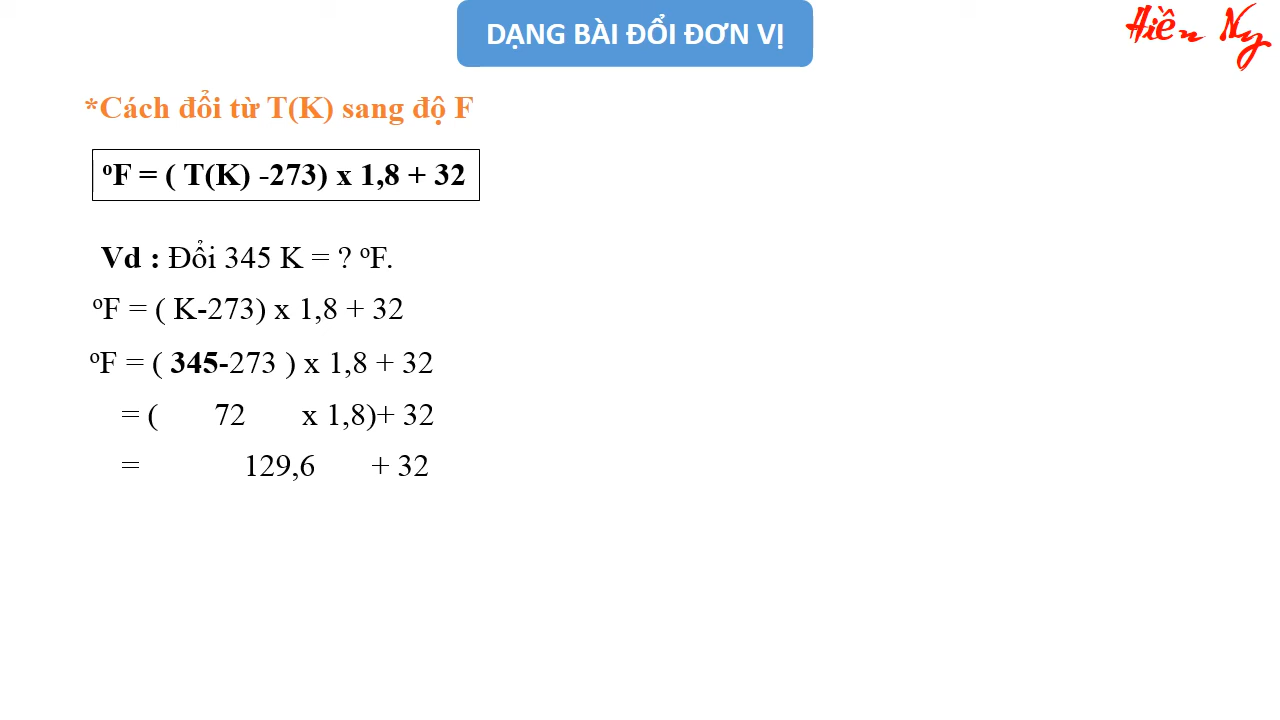 DẠNG BÀI ĐỔI ĐƠN VỊ
Hiền Ny
*Cách đổi từ T(K) sang độ F
ºF = ( T(K) -273) x 1,8 + 32
Vd : Đổi 345 K = ? ºF.
ºF = ( K-273) x 1,8 + 32
ºF = ( 345-273 ) x 1,8 + 32
= ( 72 x 1,8)+ 32
= 129,6 + 32